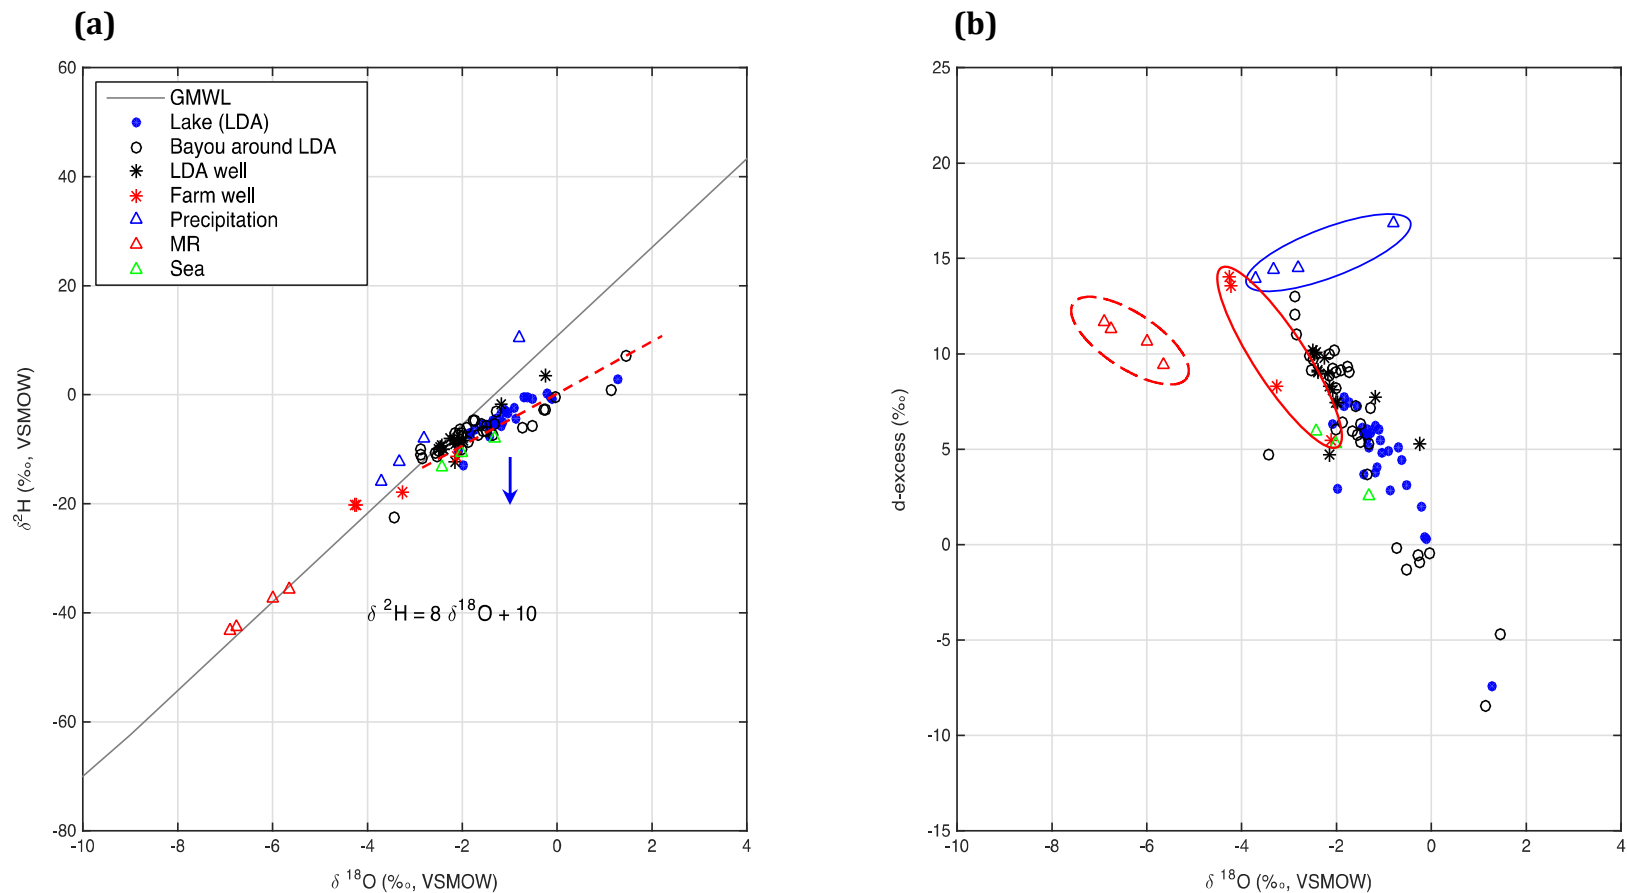 (a)
(b)
60
40
20
0
-20
-40
-60
-80
-10
-8
-6
-4
-2
0
2
4
GMWL
Lake (LDA)
Bayou around LDA
LDA well
Farm well
Precipitation
MR
Sea
δ ²H = 8 δ¹⁸O + 10
δ²H (‰, VSMOW)
δ ¹⁸O (‰, VSMOW)
25
20
15
10
5
0
-5
-10
-15
-10
-8
-6
-4
-2
0
2
4
d-excess (‰)
δ ¹⁸O (‰, VSMOW)